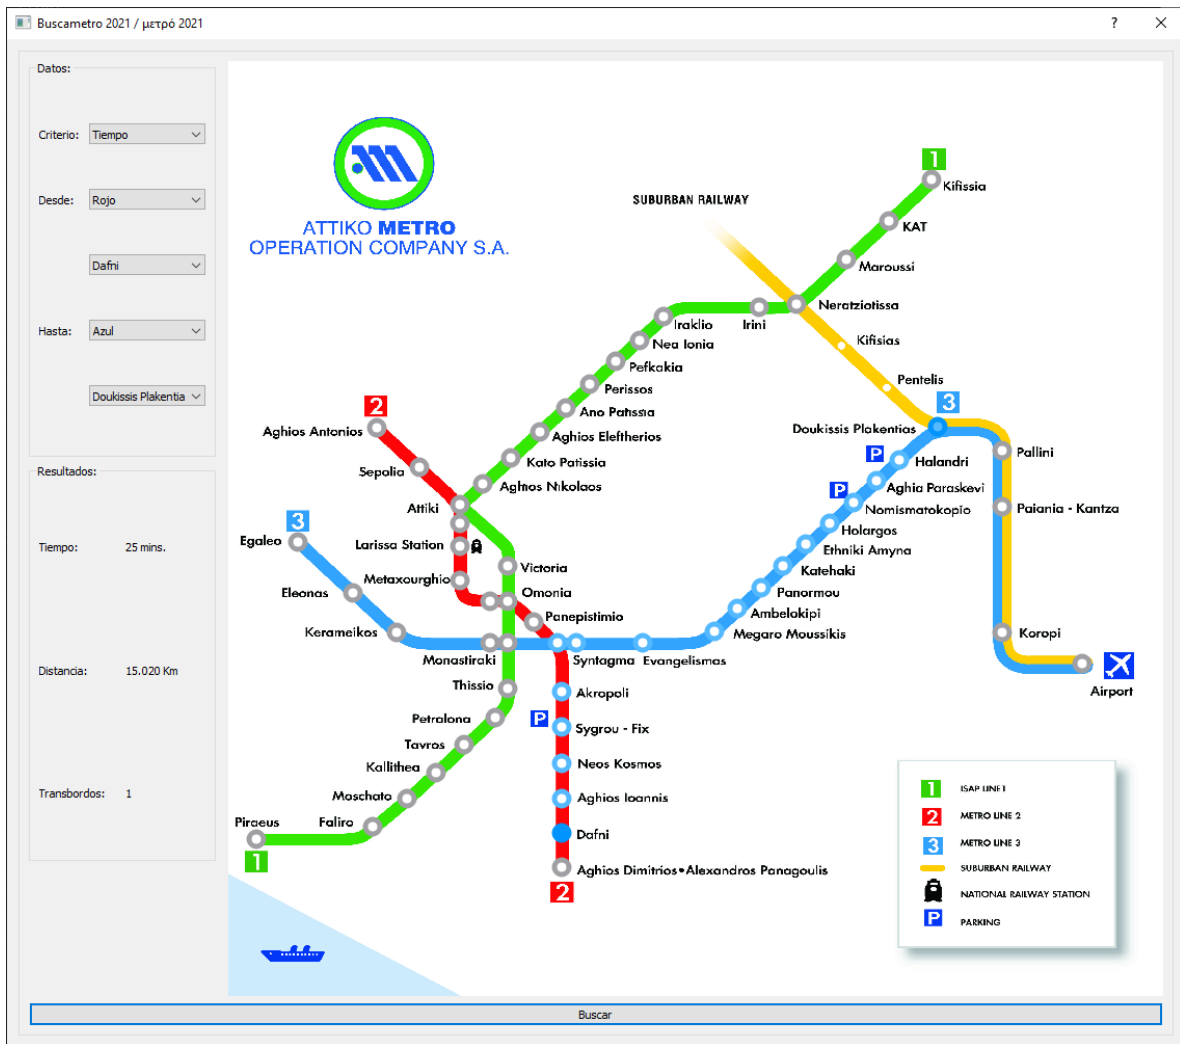 Buscametro 2021 / μετρό 2021
?
Datos:
Criterio:
Tiempo
Desde:
Rojo
Dafni
Hasta:
Azul
Doukissis Plakentia
Resultados:
Tiempo:
25 mins.
Distancia:
15.020 Km
Transbordos:
1
ATTIKO METRO
OPERATION COMPANY S.A.
SUBURBAN RAILWAY
1
Kifissia
KAT
Maroussi
Neratziotissa
Irini
Iraklio
Nea Ionia
Pefkakia
Perissos
Ano Patissia
Aghios Eleftherios
Kato Patissia
Aghios Nikolaos
Kifisias
Pentelis
2
Aghios Antonios
Sepolia
Attiki
Larissa Station
Metaxourghio
Victoria
Omonia
Panepistimio
3
Egaleo
Eleonas
Kerameikos
Monastiraki
Syntagma
Evangelismas
Megaro Moussikis
Ambelokipi
Panormou
Katehaki
Ethniki Amyna
Holargos
P
Nomismatokopio
Aghia Paraskevi
P
Halandri
Doukissis Plakentias
3
Pallini
Paiania - Kantza
Koropi
Airport
Thissio
Petralona
Tavros
Kallithea
Moschato
Faliro
Piraeus
1
Akropoli
P
Sygrou - Fix
Neos Kosmos
Aghios Ioannis
Dafni
Aghios Dimitrios•Alexandros Panagoulis
2
1 ISAP LINE1
2 METRO LINE 2
3 METRO LINE 3
SUBURBAN RAILWAY
NATIONAL RAILWAY STATION
P PARKING
Buscar